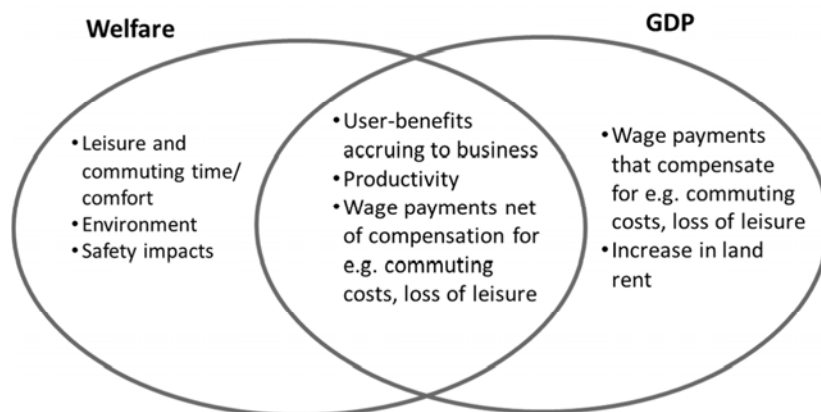 Welfare
GDP
• Leisure and
commuting time/
comfort
• Environment
• Safety impacts
• User-benefits
accruing to business
• Productivity
• Wage payments net
of compensation for
e.g. commuting
costs, loss of leisure
• Wage payments
that compensate
for e.g. commuting
costs, loss of leisure
• Increase in land
rent